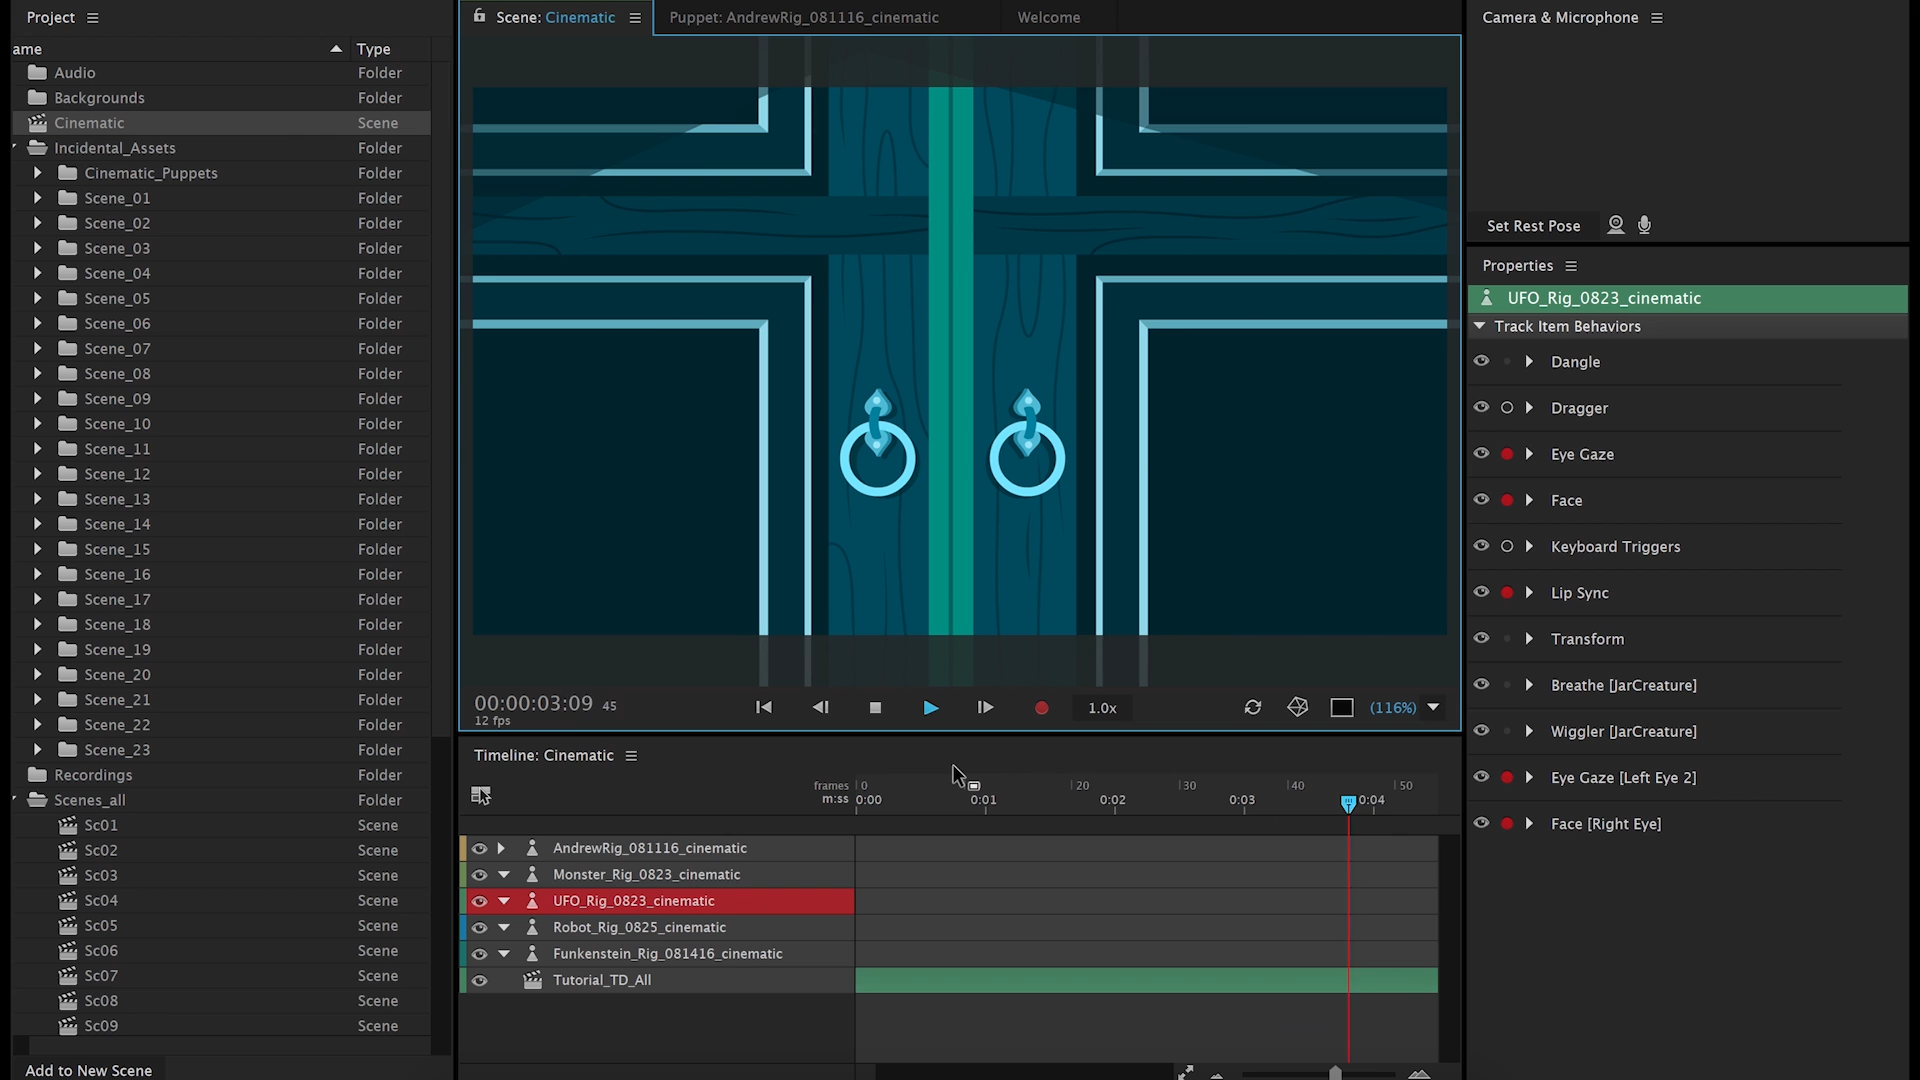 Project
ame Type
Audio Folder
Backgrounds Folder
Cinematic Scene
Incidental_Assets Folder
Cinematic_Puppets Folder
Scene_01 Folder
Scene_02 Folder
Scene_03 Folder
Scene_04 Folder
Scene_05 Folder
Scene_06 Folder
Scene_07 Folder
Scene_08 Folder
Scene_09 Folder
Scene_10 Folder
Scene_11 Folder
Scene_12 Folder
Scene_13 Folder
Scene_14 Folder
Scene_15 Folder
Scene_16 Folder
Scene_17 Folder
Scene_18 Folder
Scene_19 Folder
Scene_20 Folder
Scene_21 Folder
Scene_22 Folder
Scene_23 Folder
Recordings Folder
Scenes_all Folder
Sc01 Scene
Sc02 Scene
Sc03 Scene
Sc04 Scene
Sc05 Scene
Sc06 Scene
Sc07 Scene
Sc08 Scene
Sc09 Scene
Add to New Scene
Scene: Cinematic Puppet: AndrewRig_081116_cinematic Welcome
00:00:03:09 45 1.0x (116%)
12 fps
Timeline: Cinematic
frames 0 20 30 40 50
m:ss 0:00 0:01 0:02 0:03 0:04
AndrewRig_081116_cinematic
Monster_Rig_0823_cinematic
UFO_Rig_0823_cinematic
Robot_Rig_0825_cinematic
Funkenstein_Rig_081416_cinematic
Tutorial_TD_All
Camera & Microphone
Set Rest Pose
Properties
UFO_Rig_0823_cinematic
Track Item Behaviors
Dangle
Dragger
Eye Gaze
Face
Keyboard Triggers
Lip Sync
Transform
Breathe [JarCreature]
Wiggler [JarCreature]
Eye Gaze [Left Eye 2]
Face [Right Eye]